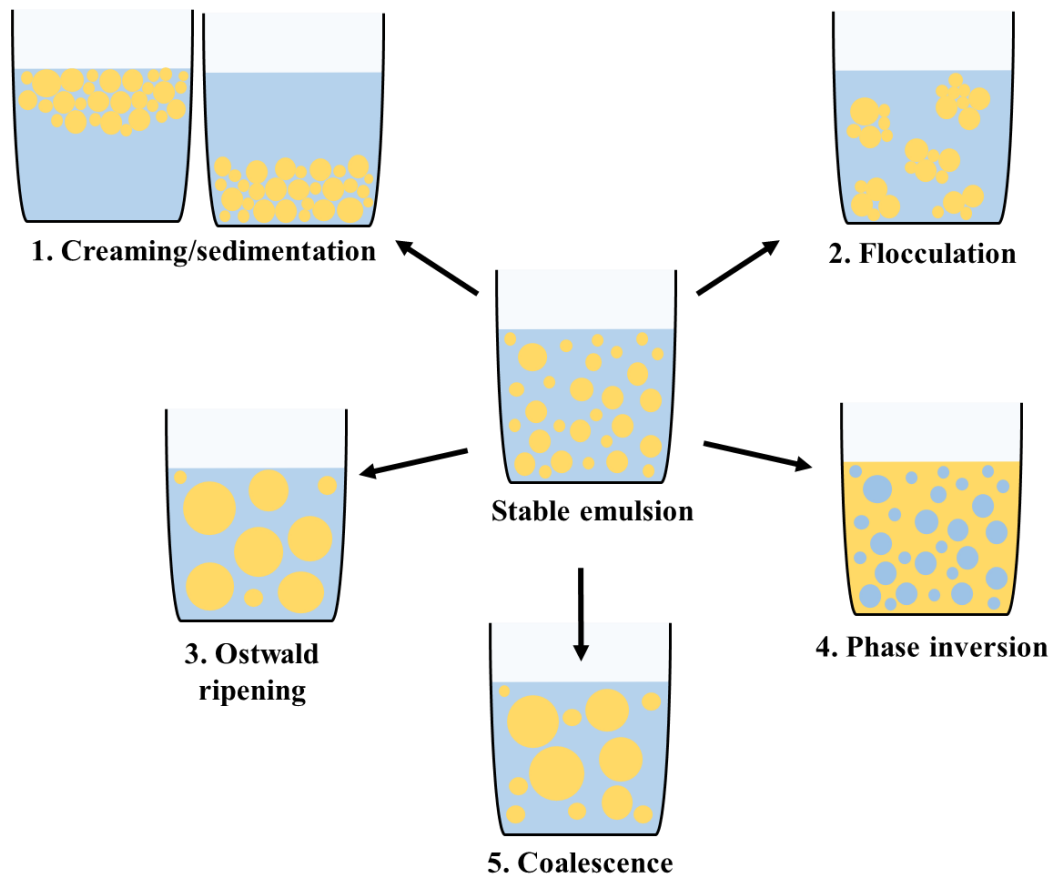 1. Creaming/sedimentation
2. Flocculation
Stable emulsion
3. Ostwald
ripening
4. Phase inversion
5. Coalescence